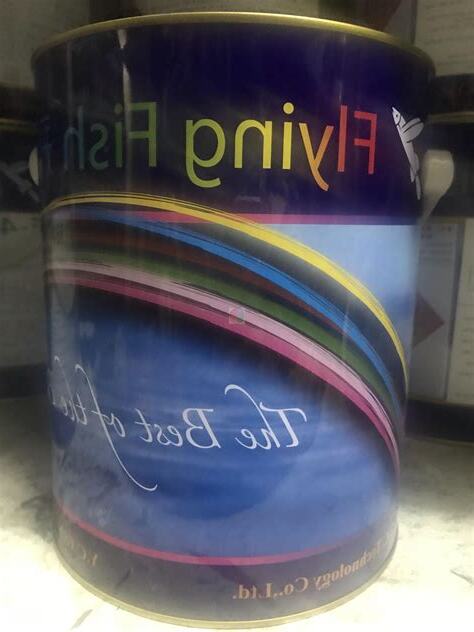 Flying Fish
The Best of the
Technology Co.,Ltd.